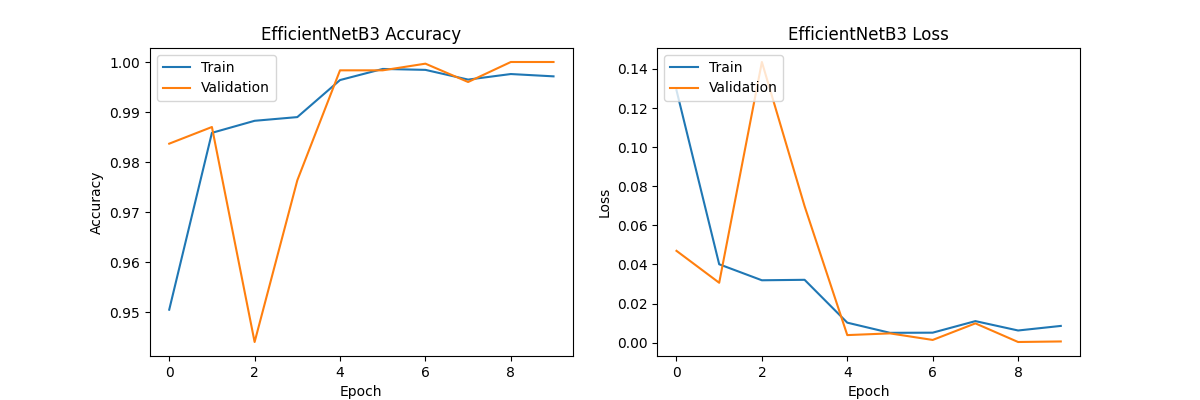 EfficientNetB3 Accuracy
Train
Validation
1.00
0.99
0.98
0.97
0.96
0.95
Accuracy
0 2 4 6 8
Epoch
EfficientNetB3 Loss
Train
Validation
0.14
0.12
0.10
0.08
0.06
0.04
0.02
0.00
Loss
0 2 4 6 8
Epoch